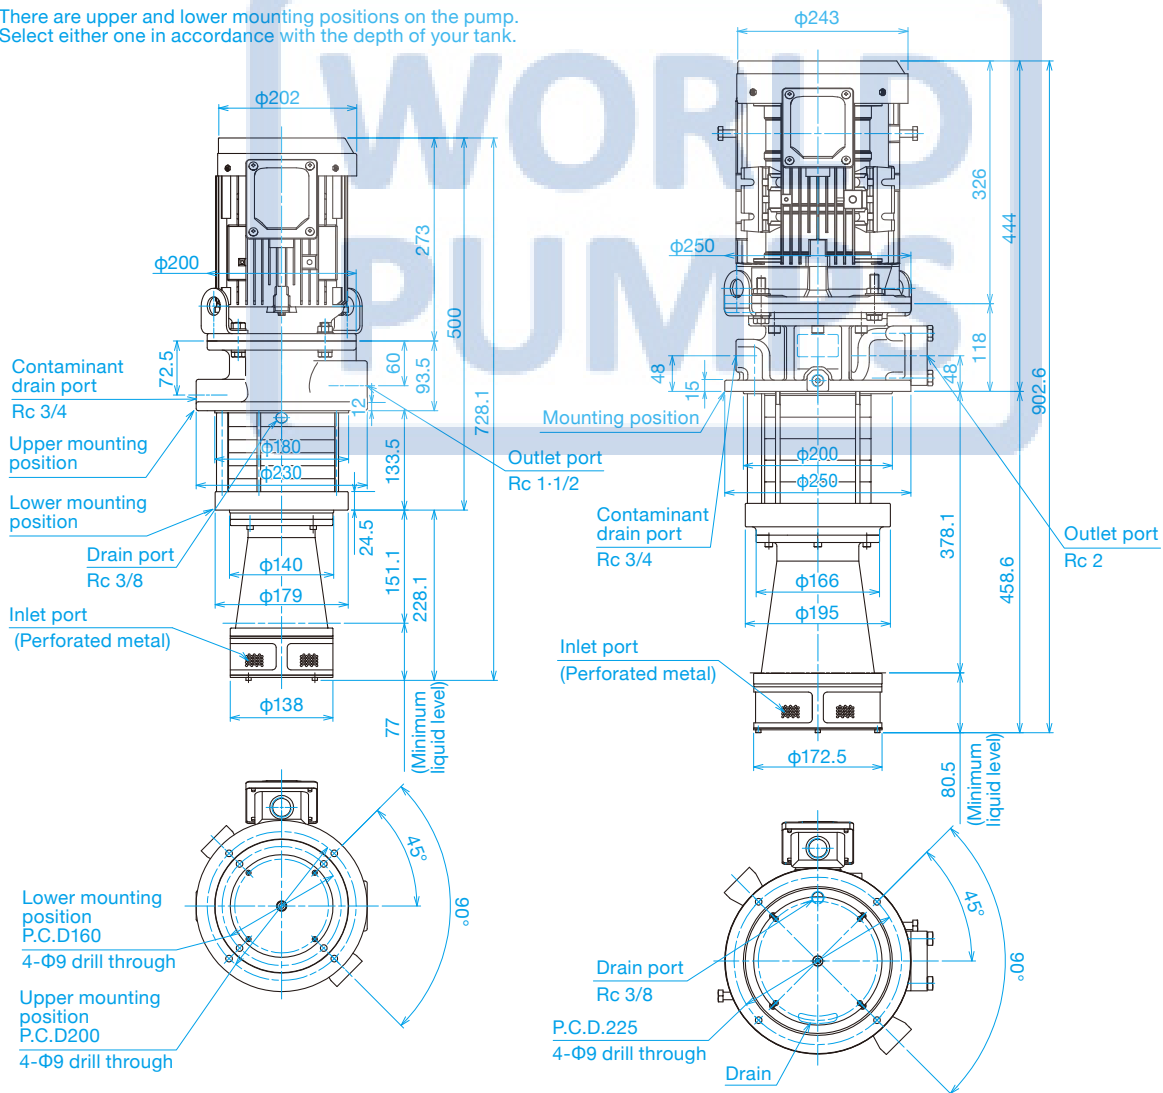 There are upper and lower mounting positions on the pump.
Select either one in accordance with the depth of your tank.
WORLD
PUMPS
φ202
φ200
273
500
728.1
72.5
60
93.5
12
Contaminant
drain port
Rc 3/4
Upper mounting
position
Lower mounting
position
φ180
φ230
133.5
Outlet port
Rc 1·1/2
24.5
Drain port
Rc 3/8
φ140
φ179
151.1
228.1
Inlet port
(Perforated metal)
φ138
77
(Minimum
liquid level)
45°
90°
Lower mounting
position
P.C.D160
4-Φ9 drill through
Upper mounting
position
P.C.D200
4-Φ9 drill through
φ243
φ250
326
444
902.6
118
48
15
48
Mounting position
φ200
φ250
Contaminant
drain port
Rc 3/4
Outlet port
Rc 2
378.1
458.6
φ166
φ195
Inlet port
(Perforated metal)
φ172.5
80.5
(Minimum
liquid level)
45°
90°
Drain port
Rc 3/8
P.C.D.225
4-Φ9 drill through
Drain